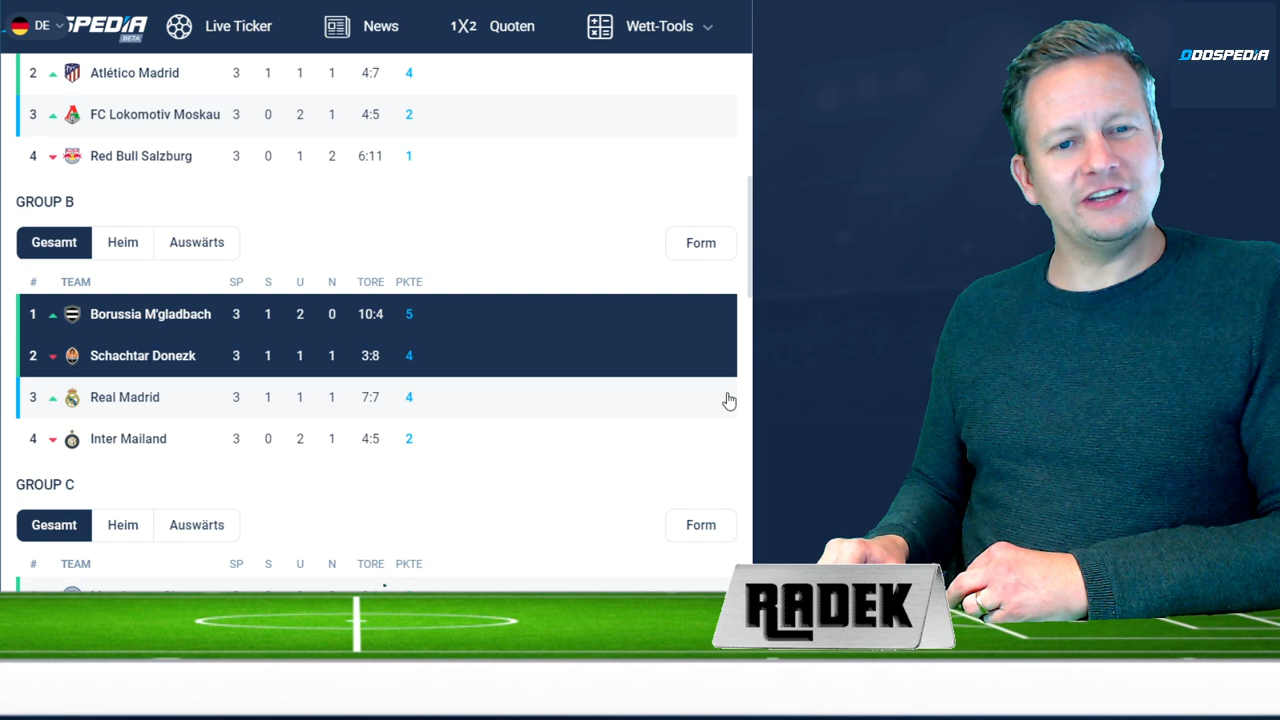 DE
SPEDIA
BETA
Live Ticker
News
1X2 Quoten
Wett-Tools
ODDSPEDIA
2 Atlético Madrid 3 1 1 1 4:7 4
3 FC Lokomotiv Moskau 3 0 2 1 4:5 2
4 Red Bull Salzburg 3 0 1 2 6:11 1
GROUP B
Gesamt Heim Auswärts Form
# TEAM SP S U N TORE PKTE
1 Borussia M'gladbach 3 1 2 0 10:4 5
2 Schachtar Donezk 3 1 1 1 3:8 4
3 Real Madrid 3 1 1 1 7:7 4
4 Inter Mailand 3 0 2 1 4:5 2
GROUP C
Gesamt Heim Auswärts Form
# TEAM SP S U N TORE PKTE
RADEK